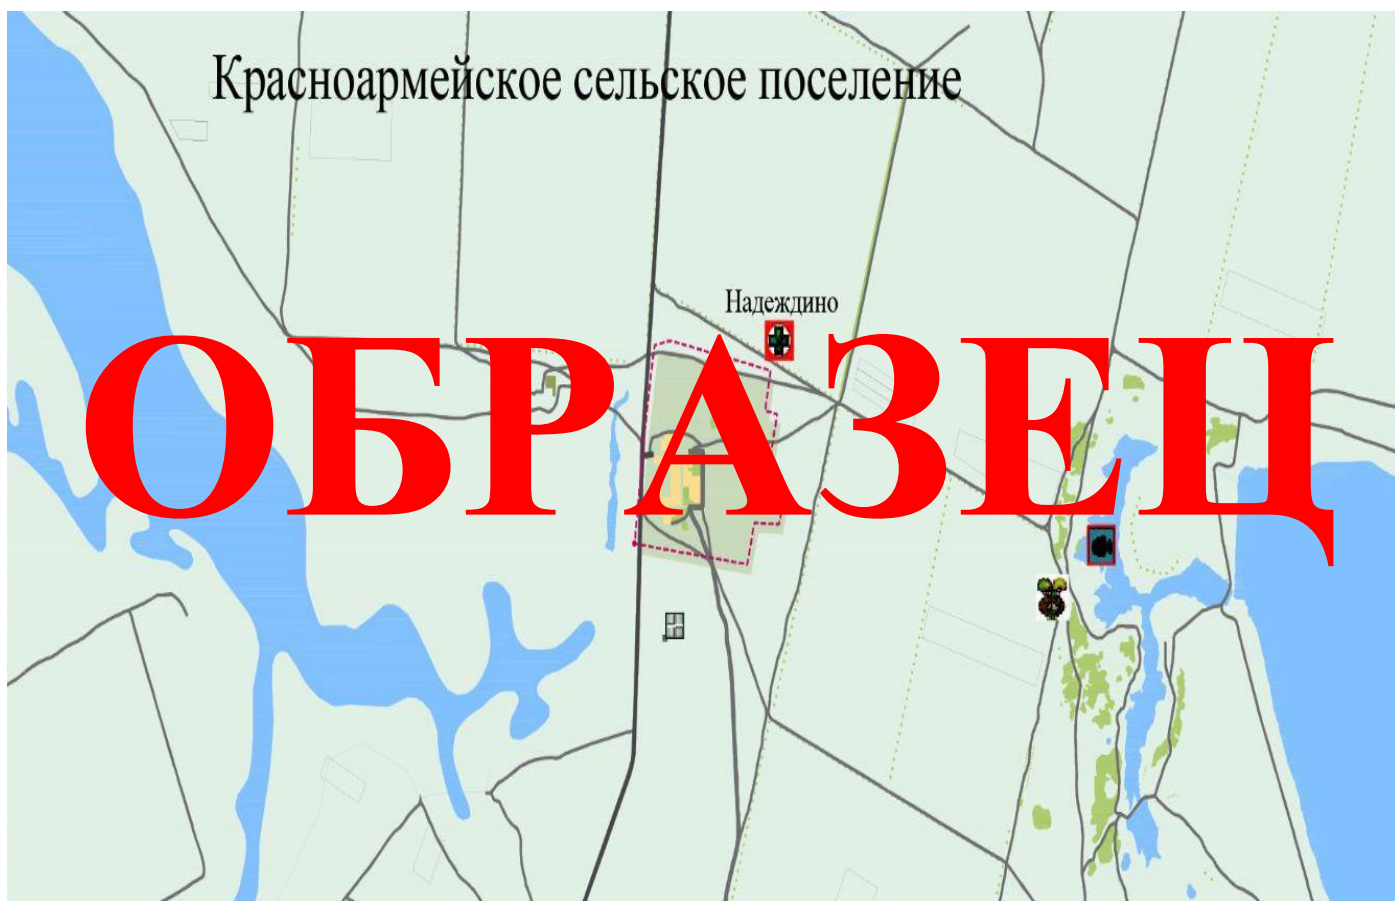 Красноармейское сельское поселение
Надеждино
ОБРАЗЕЦ